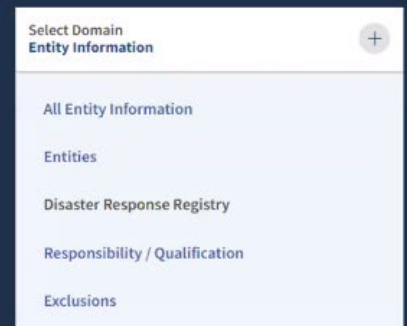 Select Domain
Entity Information
All Entity Information
Entities
Disaster Response Registry
Responsibility / Qualification
Exclusions